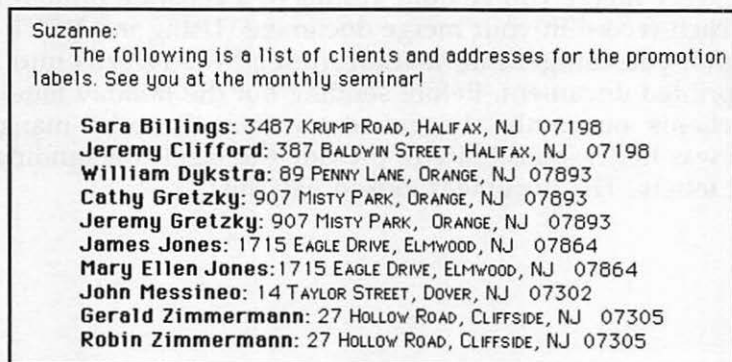 Suzanne:
The following is a list of clients and addresses for the promotion
labels. See you at the monthly seminar!
Sara Billings: 3487 KRUMP ROAD, HALIFAX, NJ 07198
Jeremy Clifford: 387 BALDWIN STREET, HALIFAX, NJ 07198
William Dykstra: 89 PENNY LANE, ORANGE, NJ 07893
Cathy Gretzky: 907 MISTY PARK, ORANGE, NJ 07893
Jeremy Gretzky: 907 MISTY PARK, ORANGE, NJ 07893
James Jones: 1715 EAGLE DRIVE, ELMWOOD, NJ 07864
Mary Ellen Jones: 1715 EAGLE DRIVE, ELMWOOD, NJ 07864
John Messineo: 14 TAYLOR STREET, DOVER, NJ 07302
Gerald Zimmermann: 27 HOLLOW ROAD, CLIFFSIDE, NJ 07305
Robin Zimmermann: 27 HOLLOW ROAD, CLIFFSIDE, NJ 07305